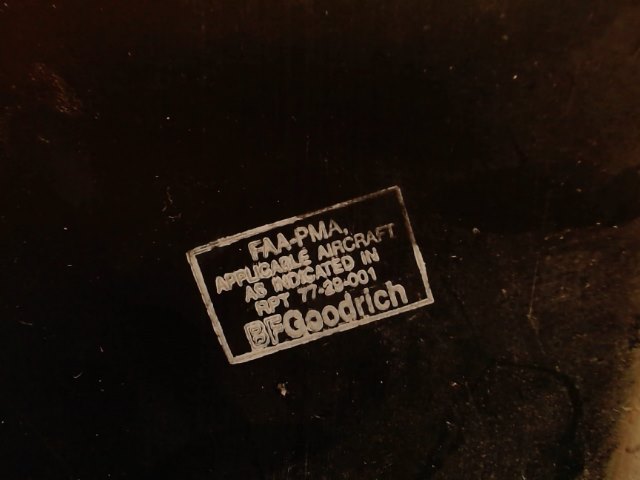 FAA-PMA,
APPLICABLE AIRCRAFT
AS INDICATED IN
RPT 77-29-001
BFGoodrich